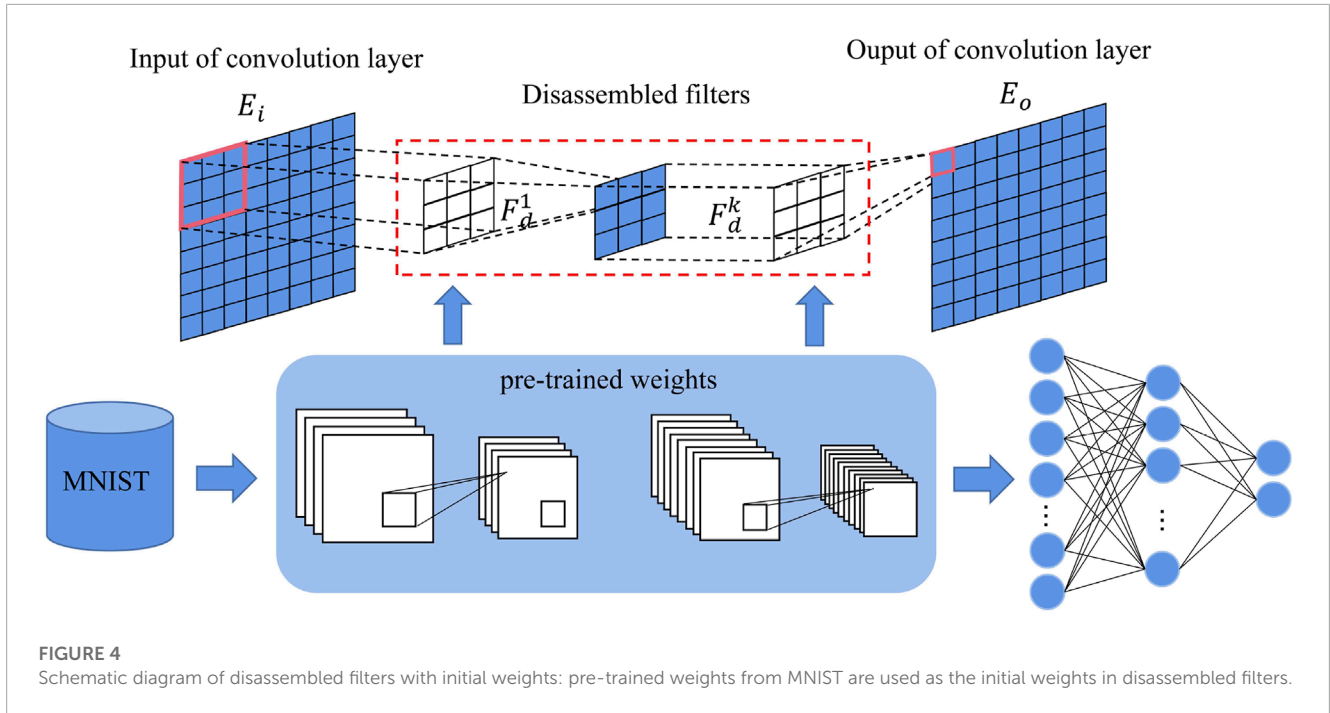 Input of convolution layer
E_i
Disassembled filters
Ouput of convolution layer
E_o
F_d^1
F_d^k
pre-trained weights
MNIST
FIGURE 4
Schematic diagram of disassembled filters with initial weights: pre-trained weights from MNIST are used as the initial weights in disassembled filters.